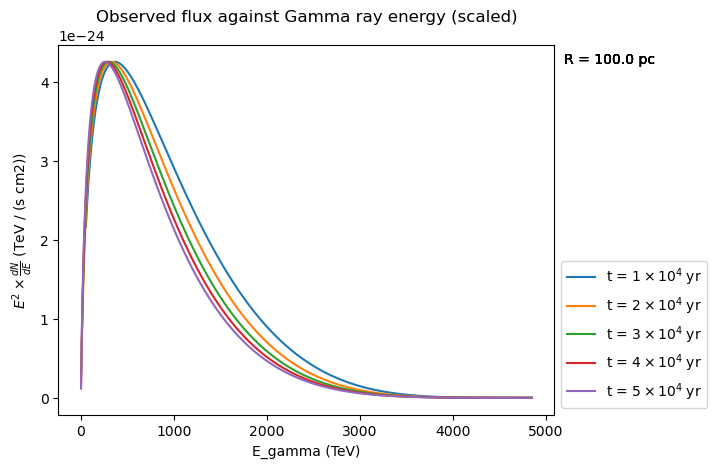 Observed flux against Gamma ray energy (scaled)
1e−24
R = 100.0 pc
4
3
2
1
0
E² × dN/dE (TeV / (s cm2))
0 1000 2000 3000 4000 5000
E_gamma (TeV)
t = 1 × 10⁴ yr
t = 2 × 10⁴ yr
t = 3 × 10⁴ yr
t = 4 × 10⁴ yr
t = 5 × 10⁴ yr